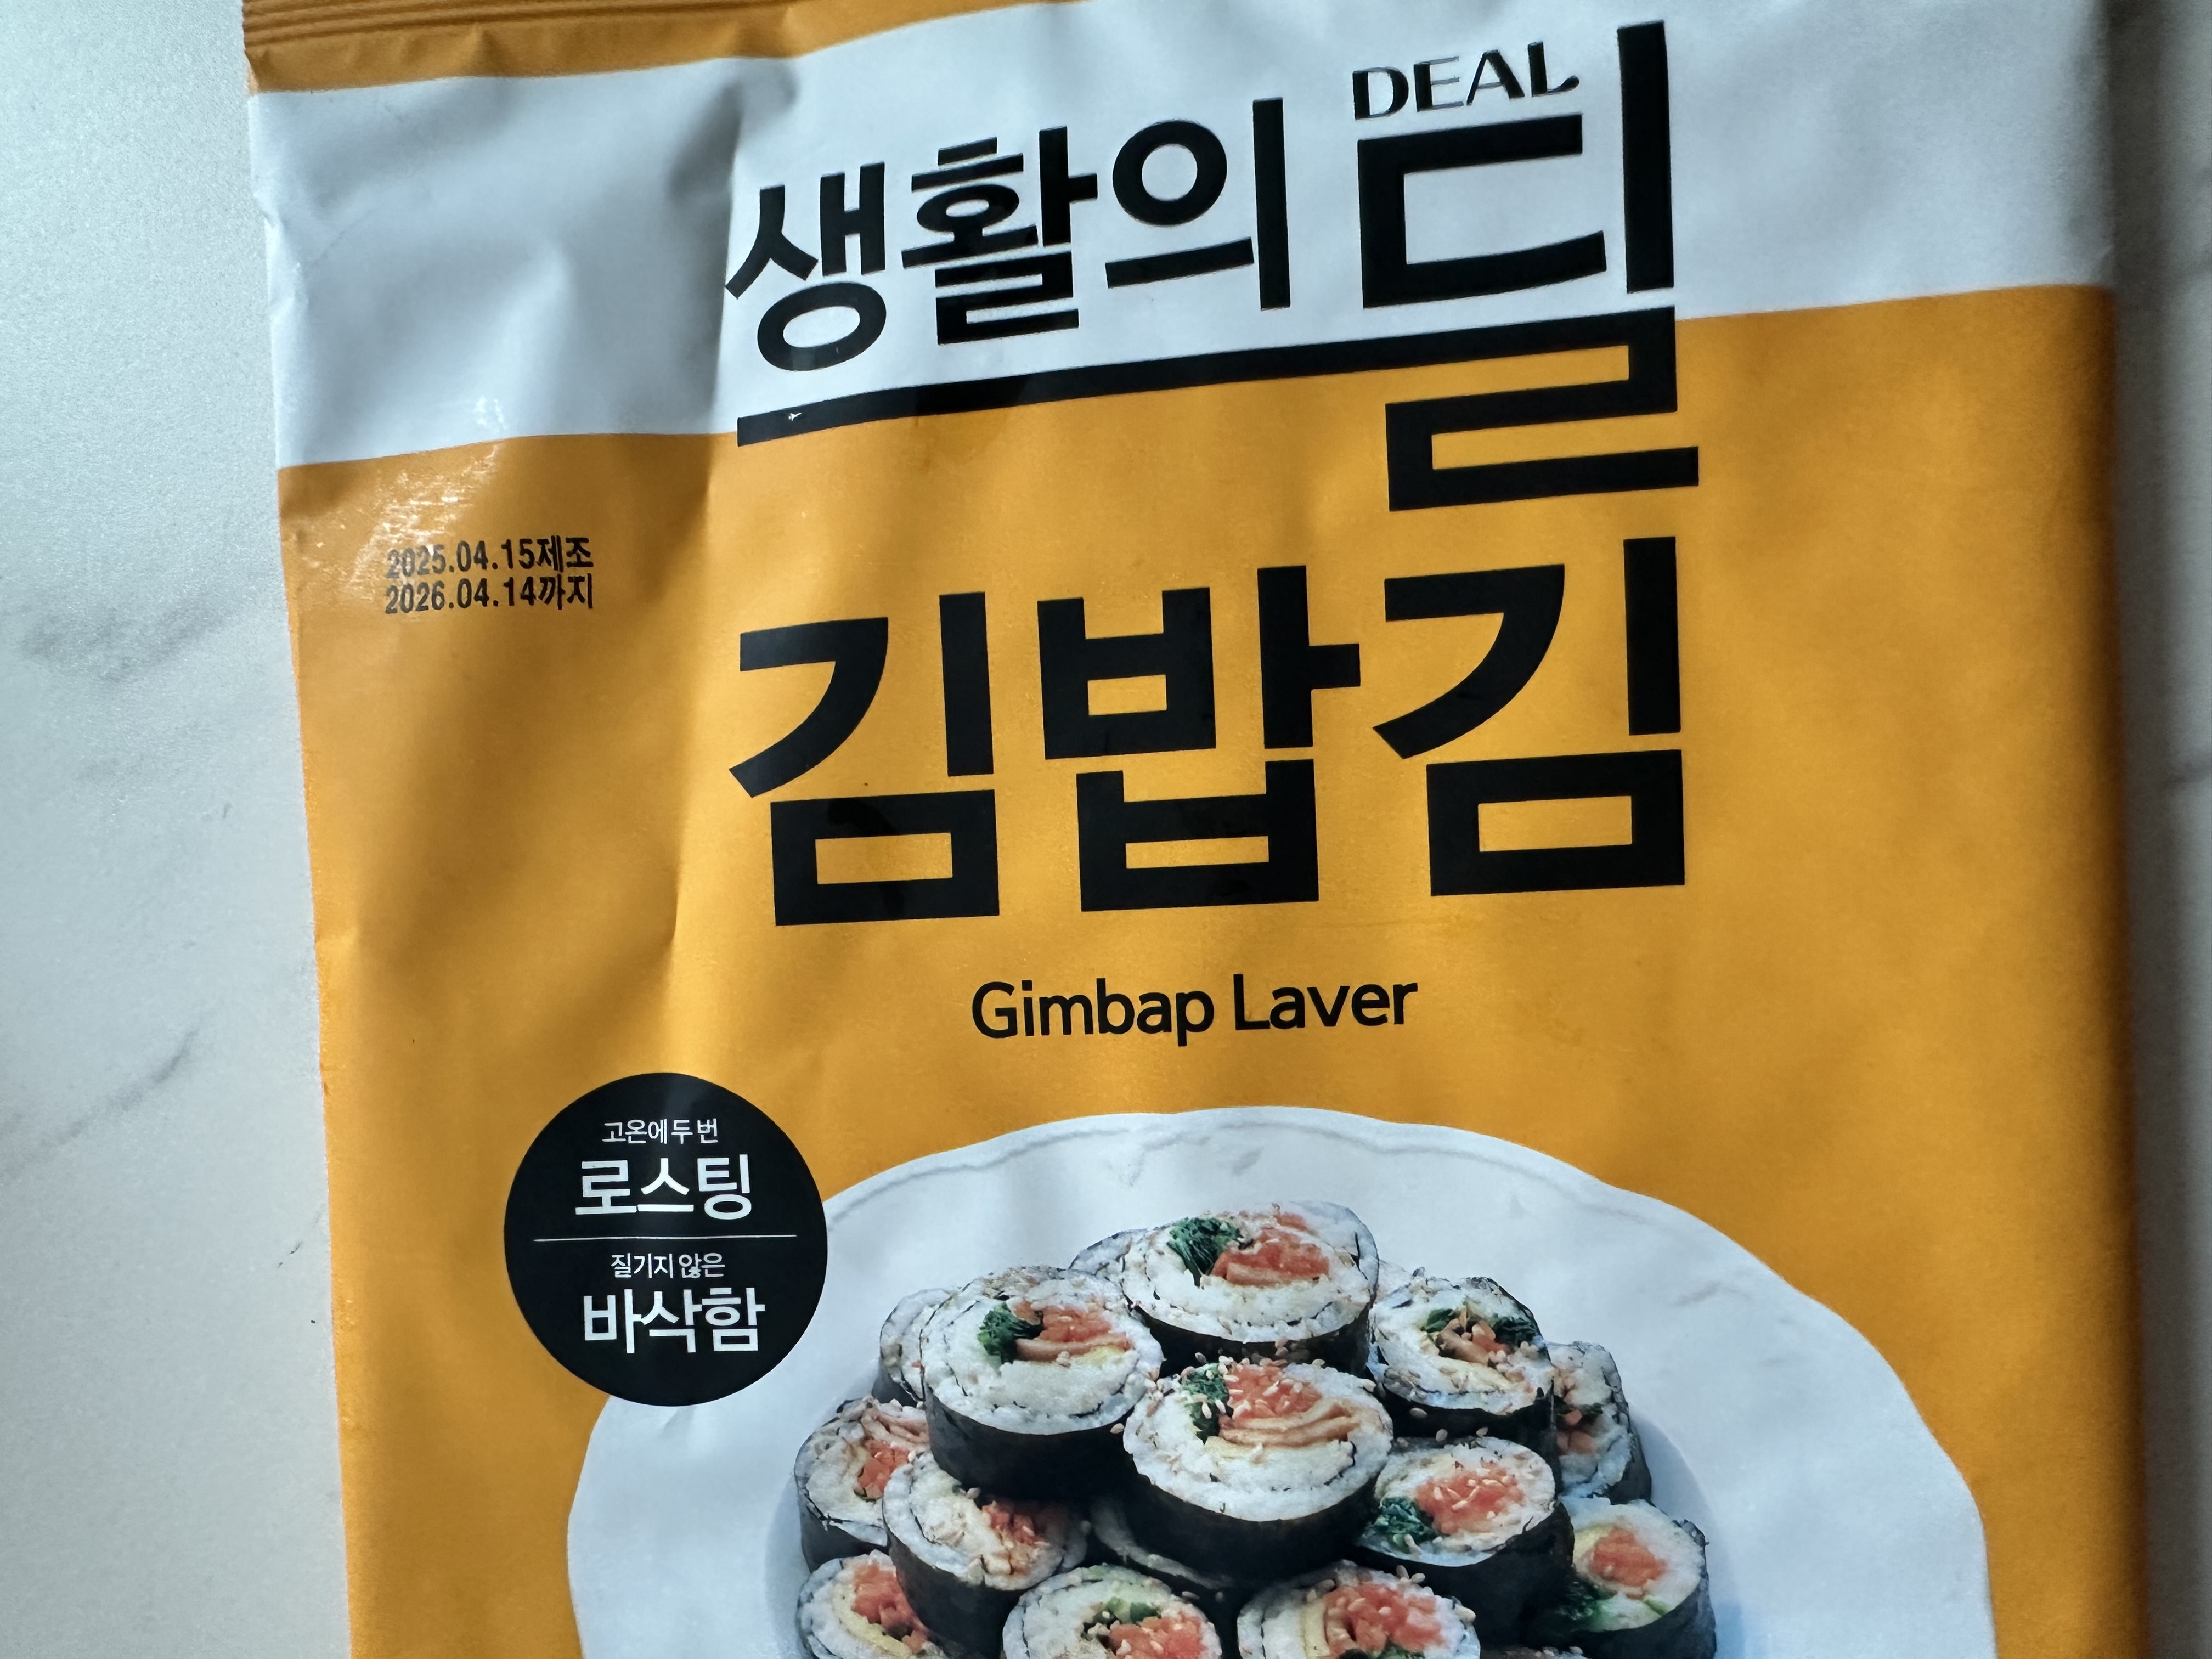 DEAL
생활의 딜
2025.04.15제조
2026.04.14까지
김밥김
Gimbap Laver
고온에 두 번
로스팅
질기지 않은
바삭함